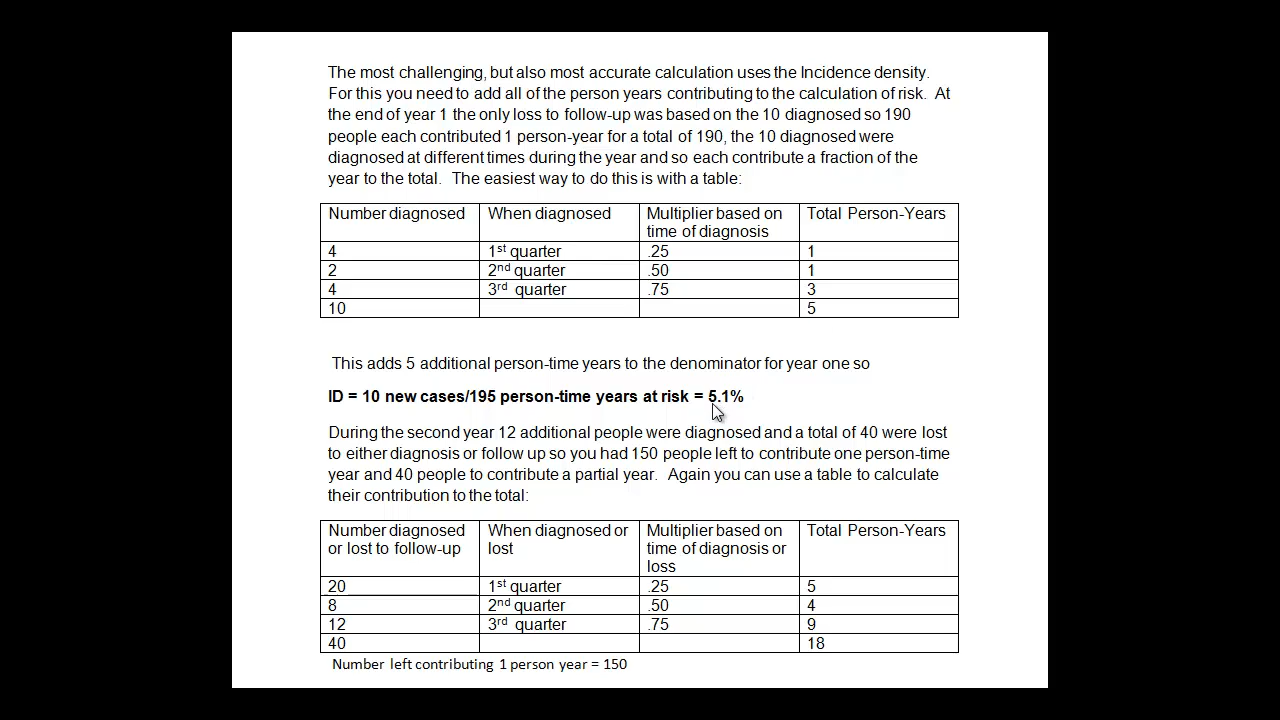 The most challenging, but also most accurate calculation uses the Incidence density.
For this you need to add all of the person years contributing to the calculation of risk. At
the end of year 1 the only loss to follow-up was based on the 10 diagnosed so 190
people each contributed 1 person-year for a total of 190, the 10 diagnosed were
diagnosed at different times during the year and so each contribute a fraction of the
year to the total. The easiest way to do this is with a table:
Number diagnosed When diagnosed Multiplier based on time of diagnosis Total Person-Years
4 1st quarter .25 1
2 2nd quarter .50 1
4 3rd quarter .75 3
10 5
This adds 5 additional person-time years to the denominator for year one so
ID = 10 new cases/195 person-time years at risk = 5.1%
During the second year 12 additional people were diagnosed and a total of 40 were lost
to either diagnosis or follow up so you had 150 people left to contribute one person-time
year and 40 people to contribute a partial year. Again you can use a table to calculate
their contribution to the total:
Number diagnosed or lost to follow-up When diagnosed or lost Multiplier based on time of diagnosis or loss Total Person-Years
20 1st quarter .25 5
8 2nd quarter .50 4
12 3rd quarter .75 9
40 18
Number left contributing 1 person year = 150